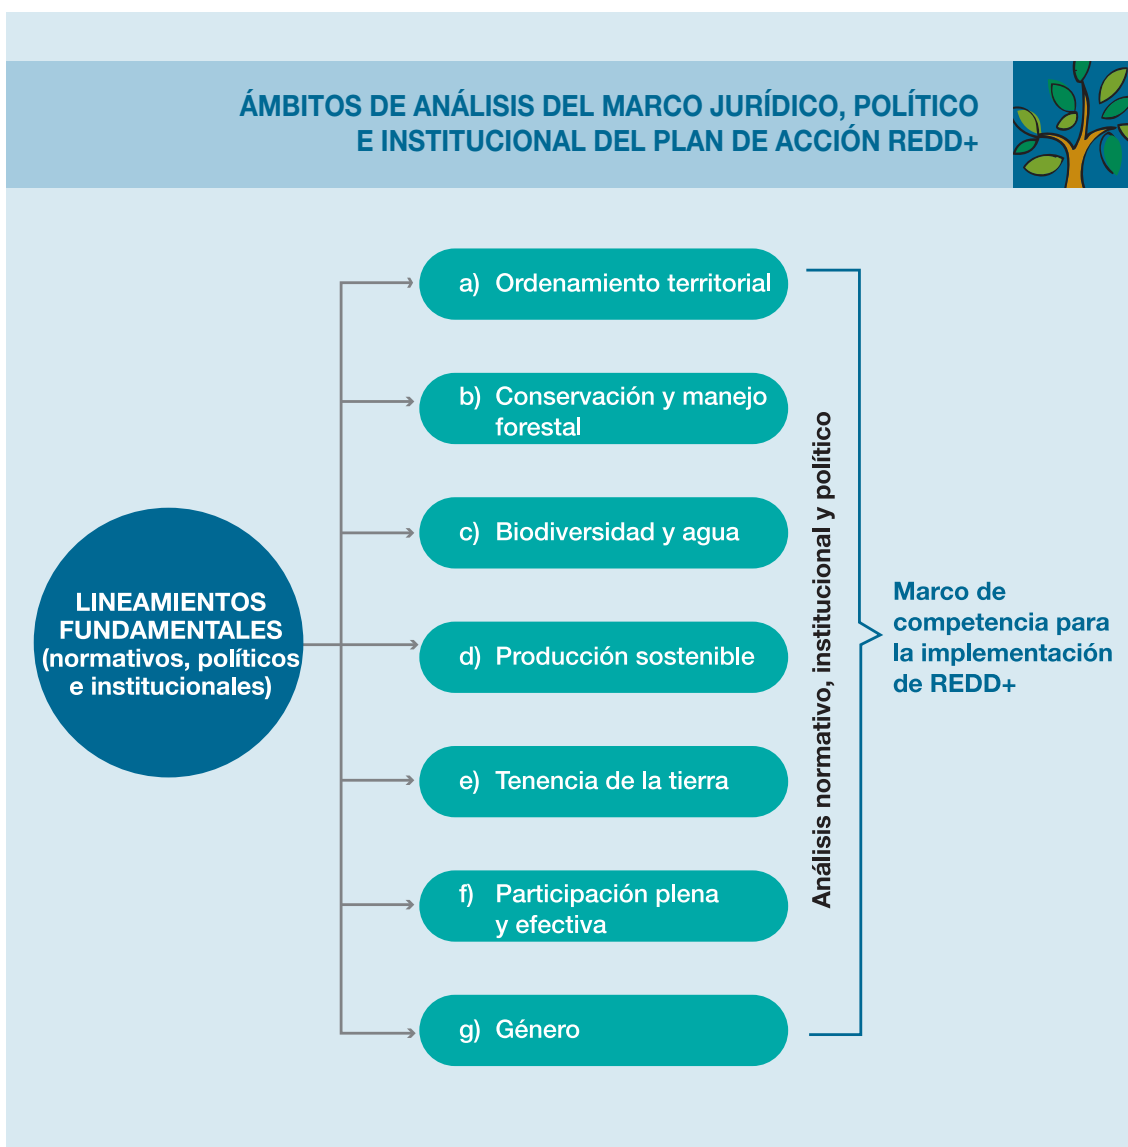 ÁMBITOS DE ANÁLISIS DEL MARCO JURÍDICO, POLÍTICO
E INSTITUCIONAL DEL PLAN DE ACCIÓN REDD+
LINEAMIENTOS
FUNDAMENTALES
(normativos, políticos
e institucionales)
a) Ordenamiento territorial
b) Conservación y manejo
forestal
c) Biodiversidad y agua
d) Producción sostenible
e) Tenencia de la tierra
f) Participación plena
y efectiva
g) Género
Análisis normativo, institucional y político
Marco de
competencia para
la implementación
de REDD+